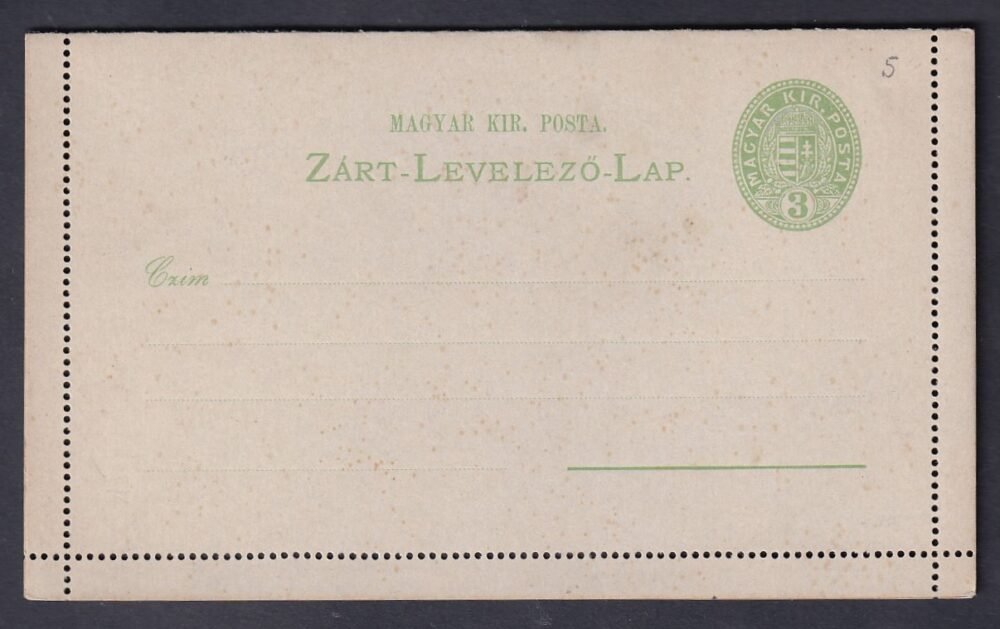 5
MAGYAR KIR. POSTA.
ZÁRT-LEVELEZŐ-LAP.
MAGYAR KIR. POSTA
3
Czim